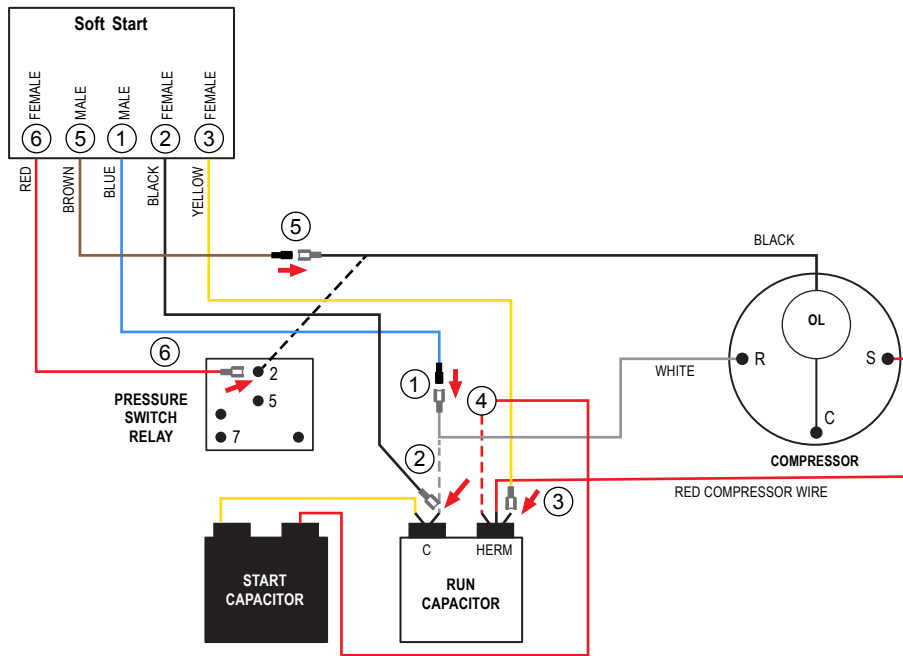 Soft Start
FEMALE
MALE
MALE
FEMALE
FEMALE
6
5
1
2
3
RED
BROWN
BLUE
BLACK
YELLOW
5
BLACK
OL
6
2
5
7
PRESSURE
SWITCH
RELAY
1
4
WHITE
R
S
C
COMPRESSOR
2
3
RED COMPRESSOR WIRE
C
HERM
START
CAPACITOR
RUN
CAPACITOR